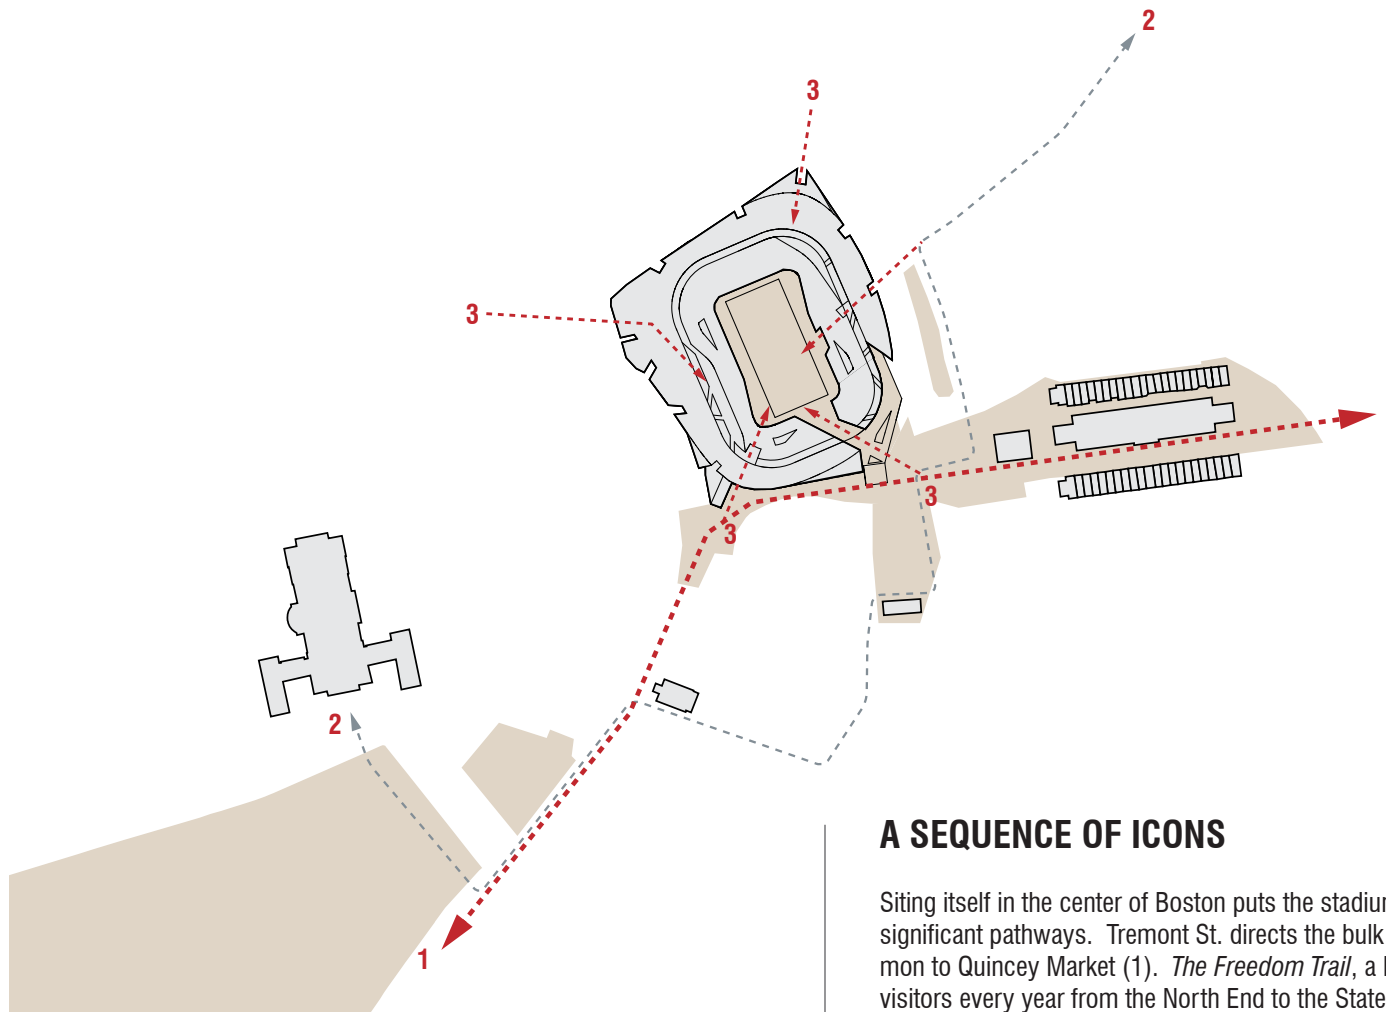 2
3
3
3
3
2
1
A SEQUENCE OF ICONS
Siting itself in the center of Boston puts the stadium
significant pathways. Tremont St. directs the bulk
mon to Quincey Market (1). The Freedom Trail, a
visitors every year from the North End to the State